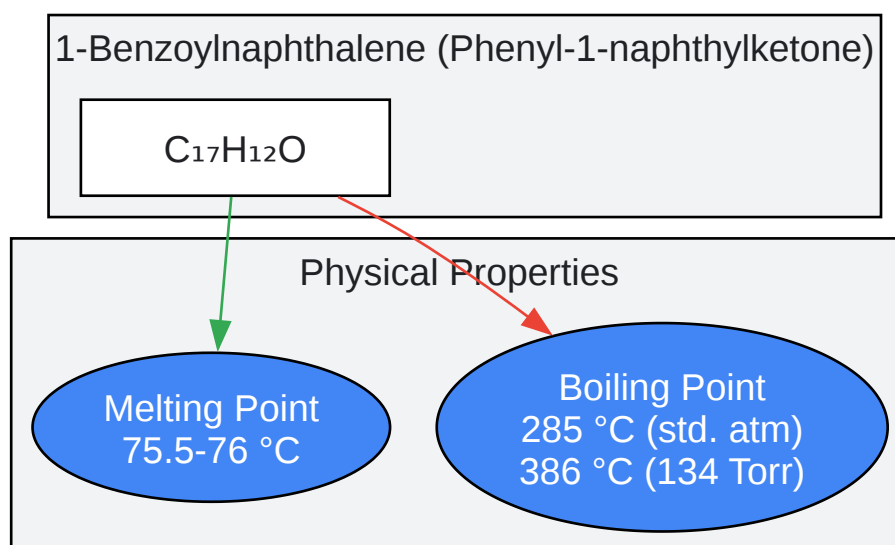 1-Benzoylnaphthalene (Phenyl-1-naphthylketone)
C₁₇H₁₂O
Physical Properties
Melting Point
75.5-76 °C
Boiling Point
285 °C (std. atm)
386 °C (134 Torr)